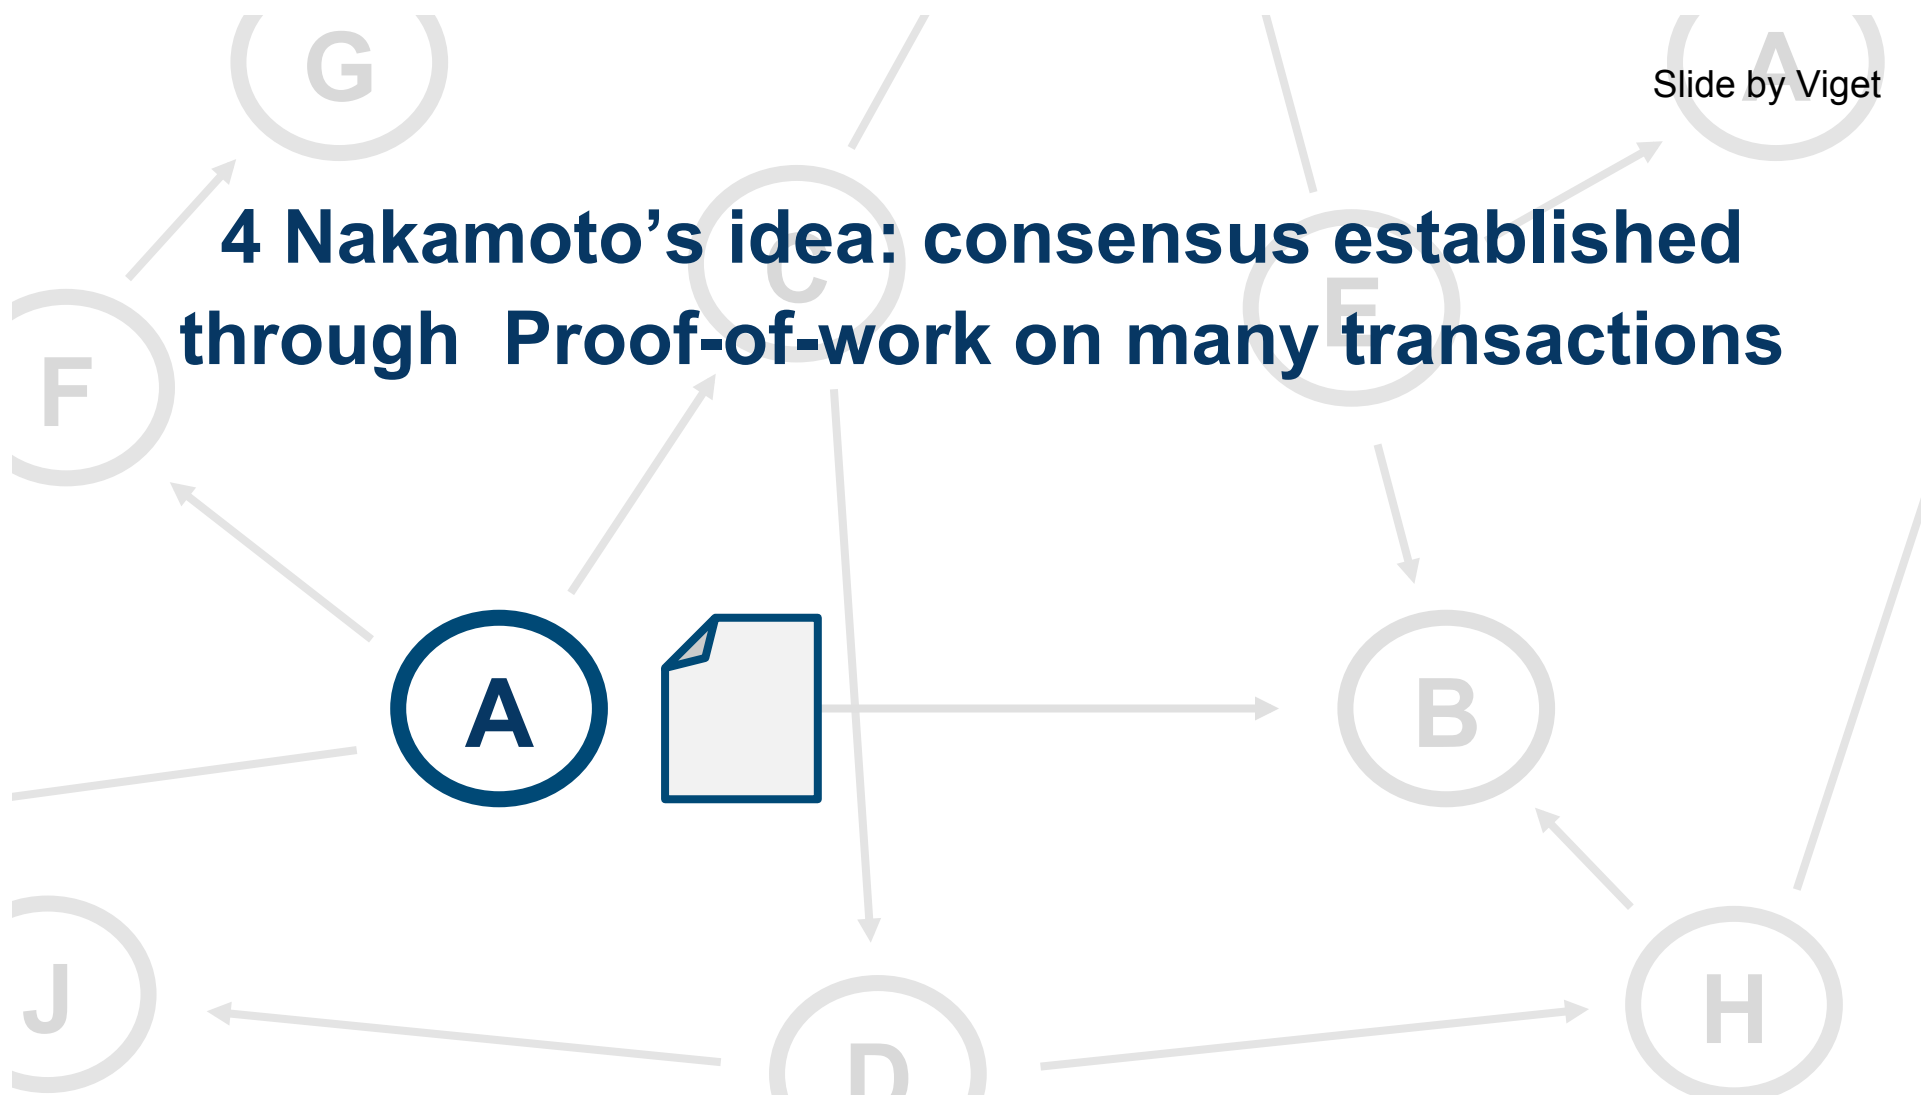 G
A
Slide by Viget
4 Nakamoto’s idea: consensus established
C
E
through  Proof-of-work on many transactions
F
A
B
J
H
D